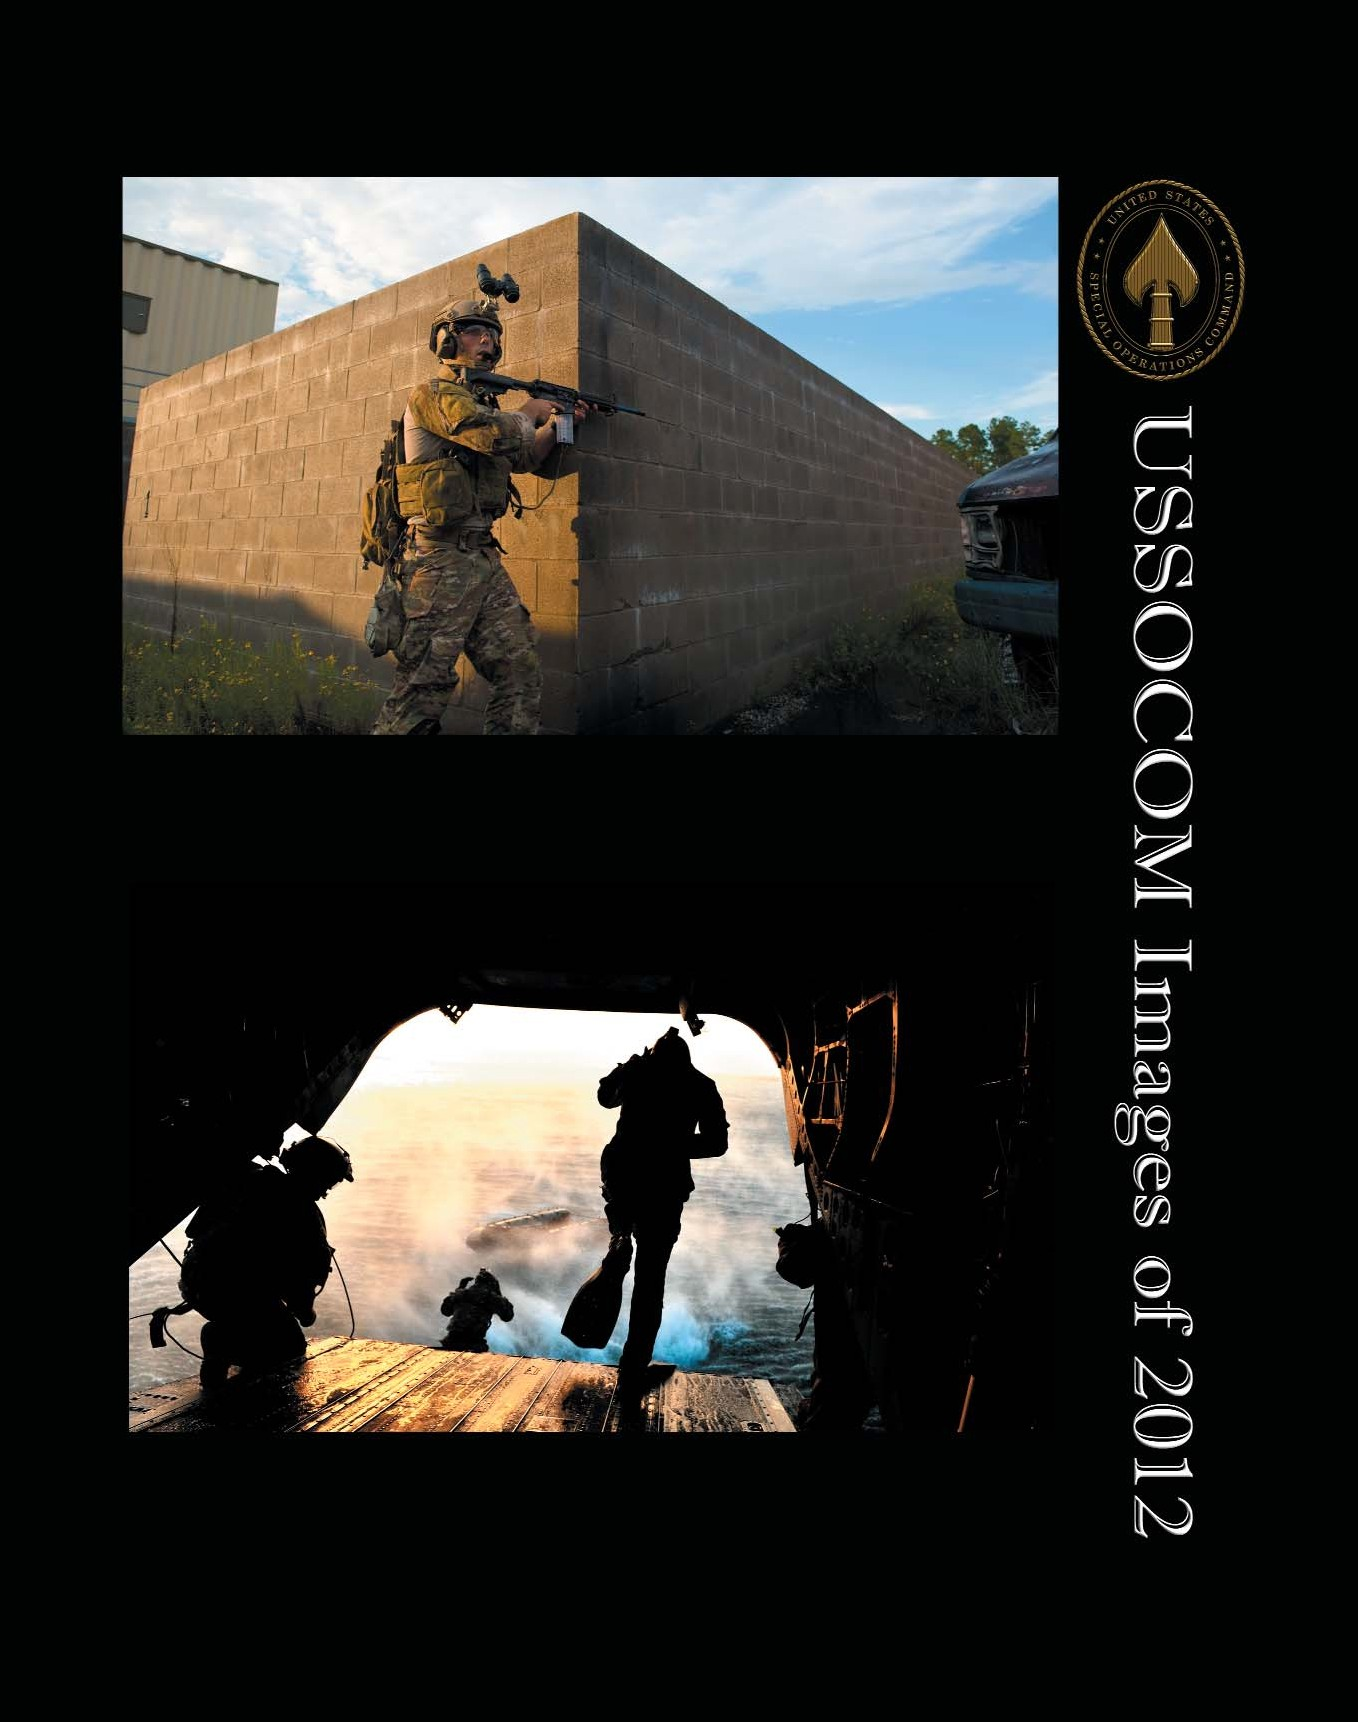 UNITED STATES
SPECIAL OPERATIONS COMMAND
USSOCOM Images of 2012